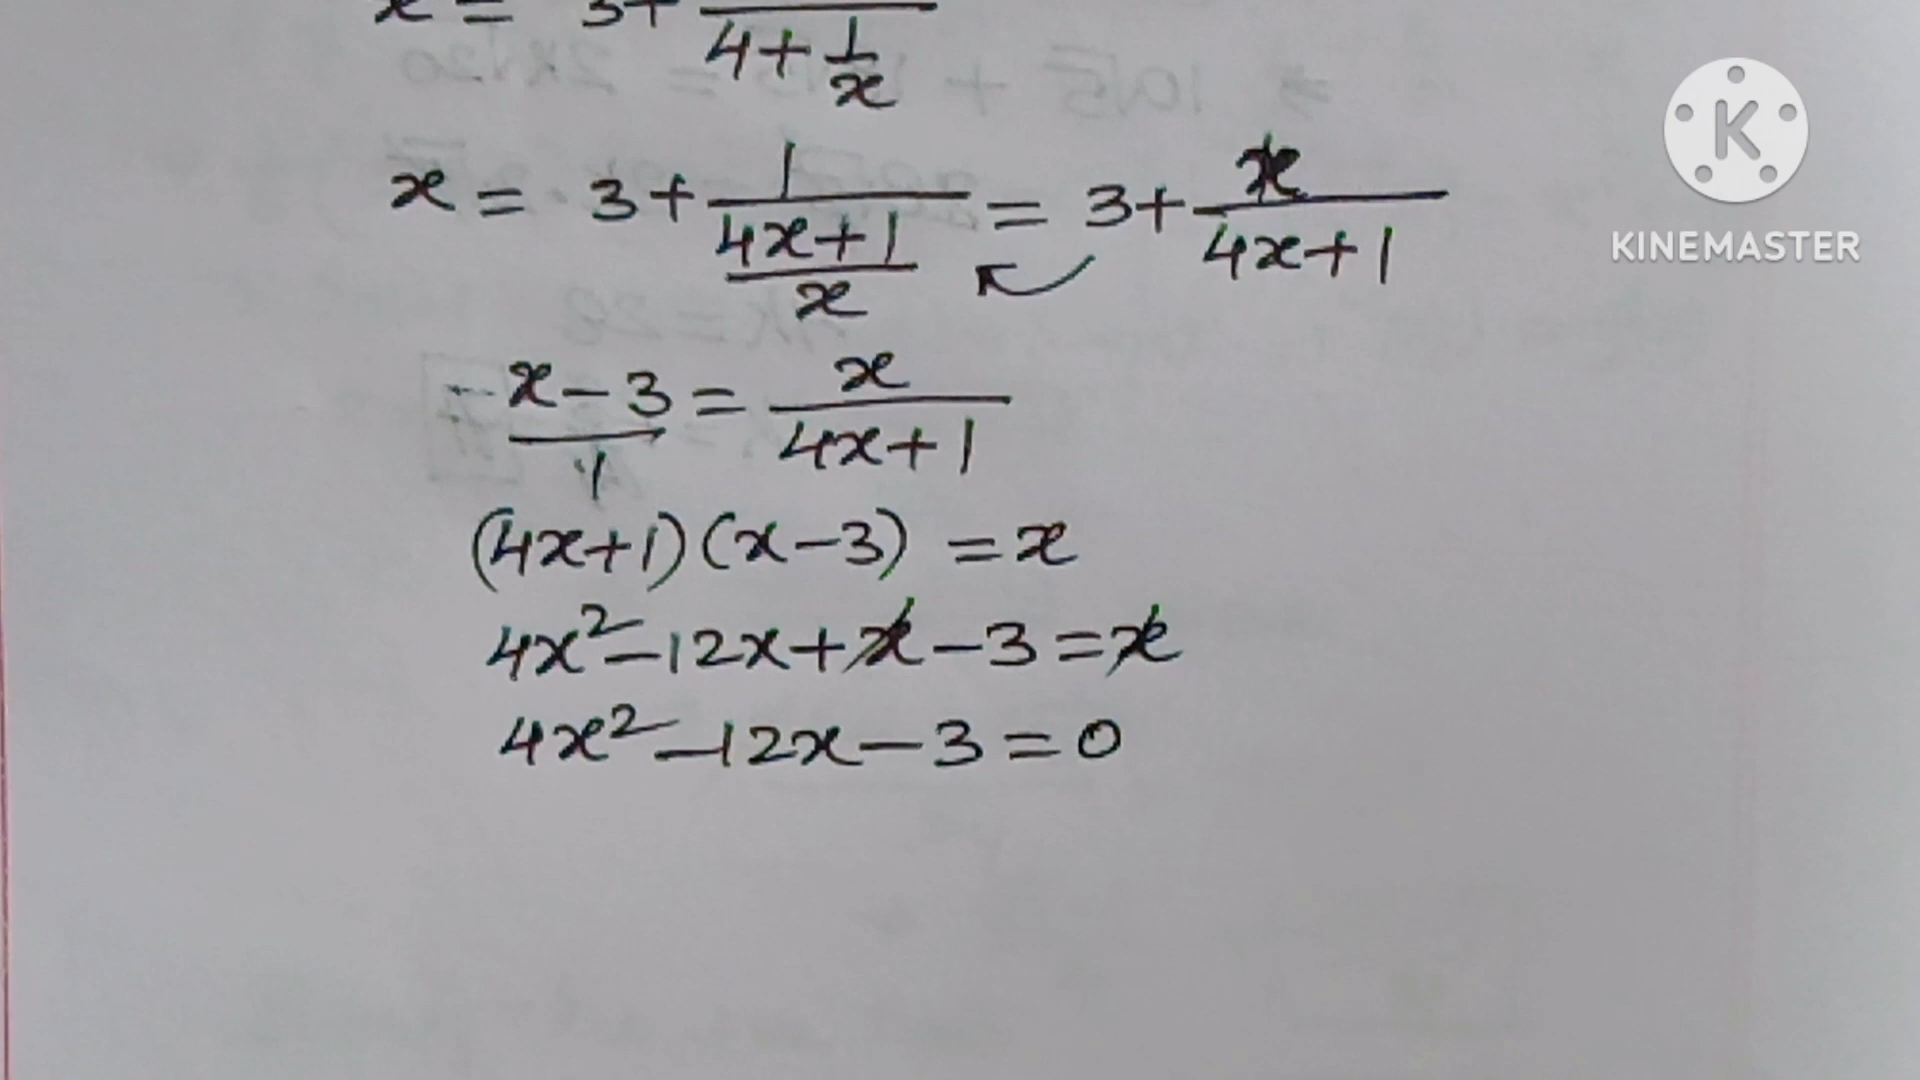 x = 3+
4+1/x
x = 3+ 1/((4x+1)/x) = 3+ x/(4x+1)
(x-3)/1 = x/(4x+1)
(4x+1)(x-3) = x
4x²-12x+x-3=x
4x²-12x-3=0
K
KINEMASTER